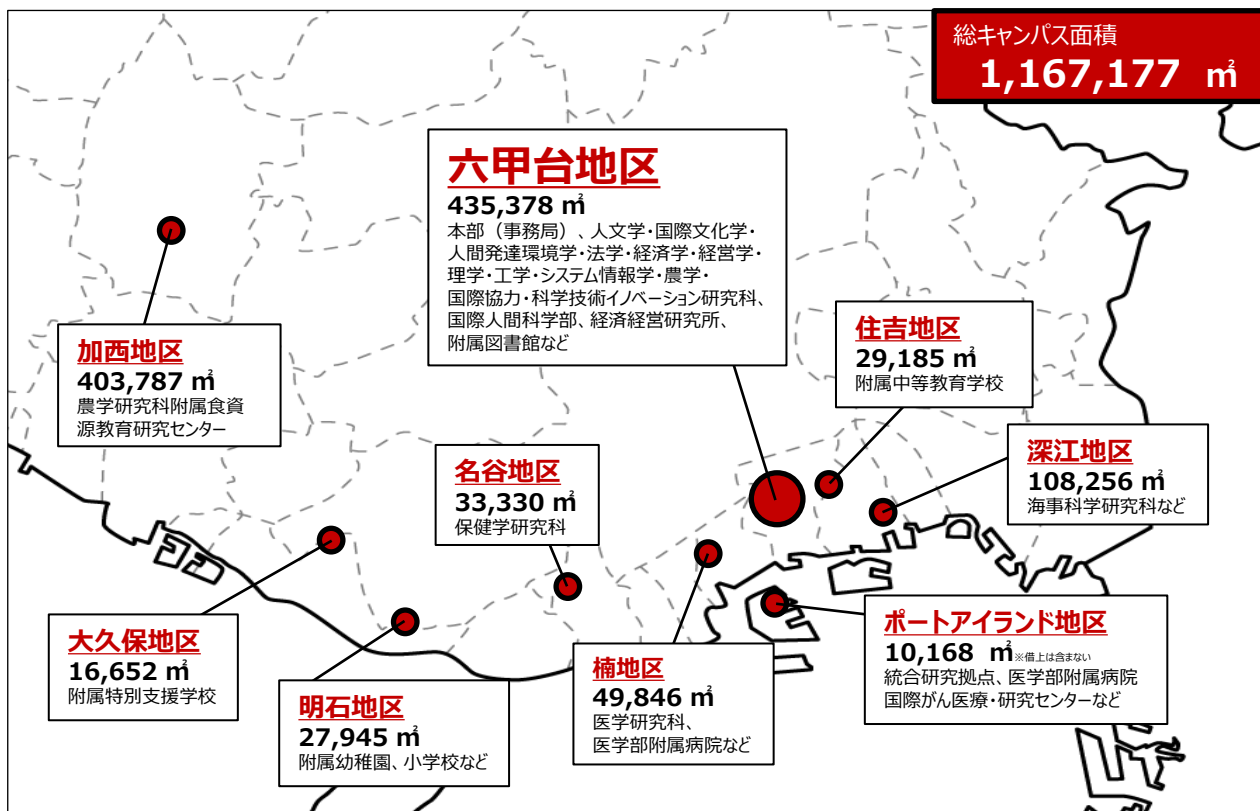 総キャンパス面積
1,167,177 ㎡
六甲台地区
435,378 ㎡
本部（事務局）、人文学・国際文化学・
人間発達環境学・法学・経済学・経営学・
理学・工学・システム情報学・農学・
国際協力・科学技術イノベーション研究科、
国際人間科学部、経済経営研究所、
附属図書館など
加西地区
403,787 ㎡
農学研究科附属食資
源教育研究センター
住吉地区
29,185 ㎡
附属中等教育学校
深江地区
108,256 ㎡
海事科学研究科など
名谷地区
33,330 ㎡
保健学研究科
大久保地区
16,652 ㎡
附属特別支援学校
明石地区
27,945 ㎡
附属幼稚園、小学校など
楠地区
49,846 ㎡
医学研究科、
医学部附属病院など
ポートアイランド地区
10,168 ㎡※借上は含まない
統合研究拠点、医学部附属病院
国際がん医療・研究センターなど